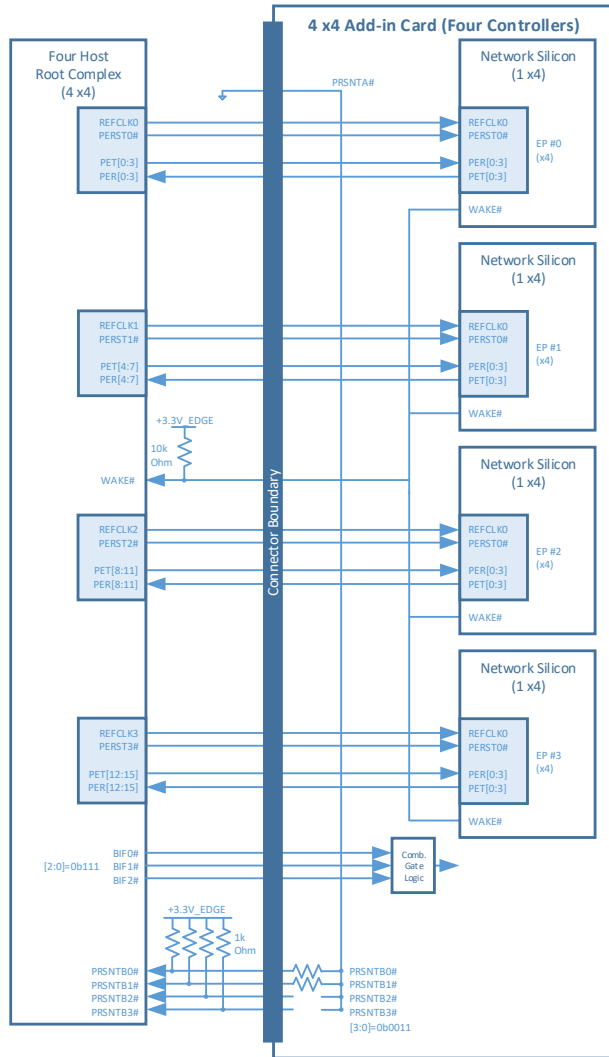 4 x4 Add-in Card (Four Controllers)
Four Host
Root Complex
(4 x4)
PRSNTA#
Network Silicon
(1 x4)
REFCLK0
PERST0#
PET[0:3]
PER[0:3]
REFCLK0
PERST0#
PER[0:3]
PET[0:3]
EP #0
(x4)
WAKE#
Network Silicon
(1 x4)
REFCLK1
PERST1#
PET[4:7]
PER[4:7]
REFCLK0
PERST0#
PER[0:3]
PET[0:3]
EP #1
(x4)
WAKE#
+3.3V_EDGE
10k
Ohm
WAKE#
Connector Boundary
Network Silicon
(1 x4)
REFCLK2
PERST2#
PET[8:11]
PER[8:11]
REFCLK0
PERST0#
PER[0:3]
PET[0:3]
EP #2
(x4)
WAKE#
Network Silicon
(1 x4)
REFCLK3
PERST3#
PET[12:15]
PER[12:15]
REFCLK0
PERST0#
PER[0:3]
PET[0:3]
EP #3
(x4)
WAKE#
BIF0#
[2:0]=0b111 BIF1#
BIF2#
Comb.
Gate
Logic
+3.3V_EDGE
1k
Ohm
PRSNTB0#
PRSNTB1#
PRSNTB2#
PRSNTB3#
PRSNTB0#
PRSNTB1#
PRSNTB2#
PRSNTB3#
[3:0]=0b0011